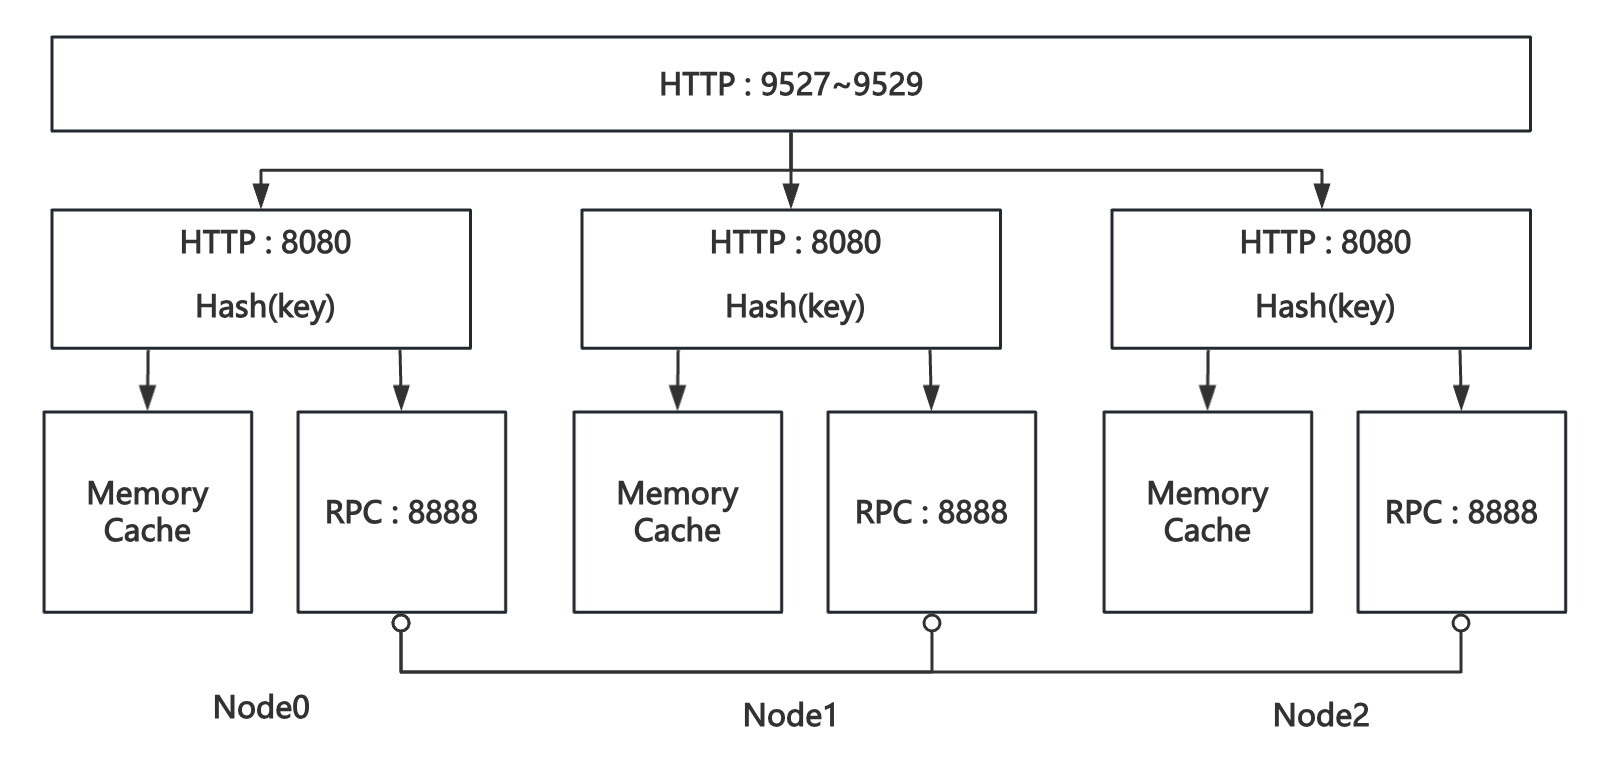 HTTP : 9527~9529
HTTP : 8080
Hash(key)
HTTP : 8080
Hash(key)
HTTP : 8080
Hash(key)
Memory
Cache
RPC : 8888
Memory
Cache
RPC : 8888
Memory
Cache
RPC : 8888
Node0
Node1
Node2